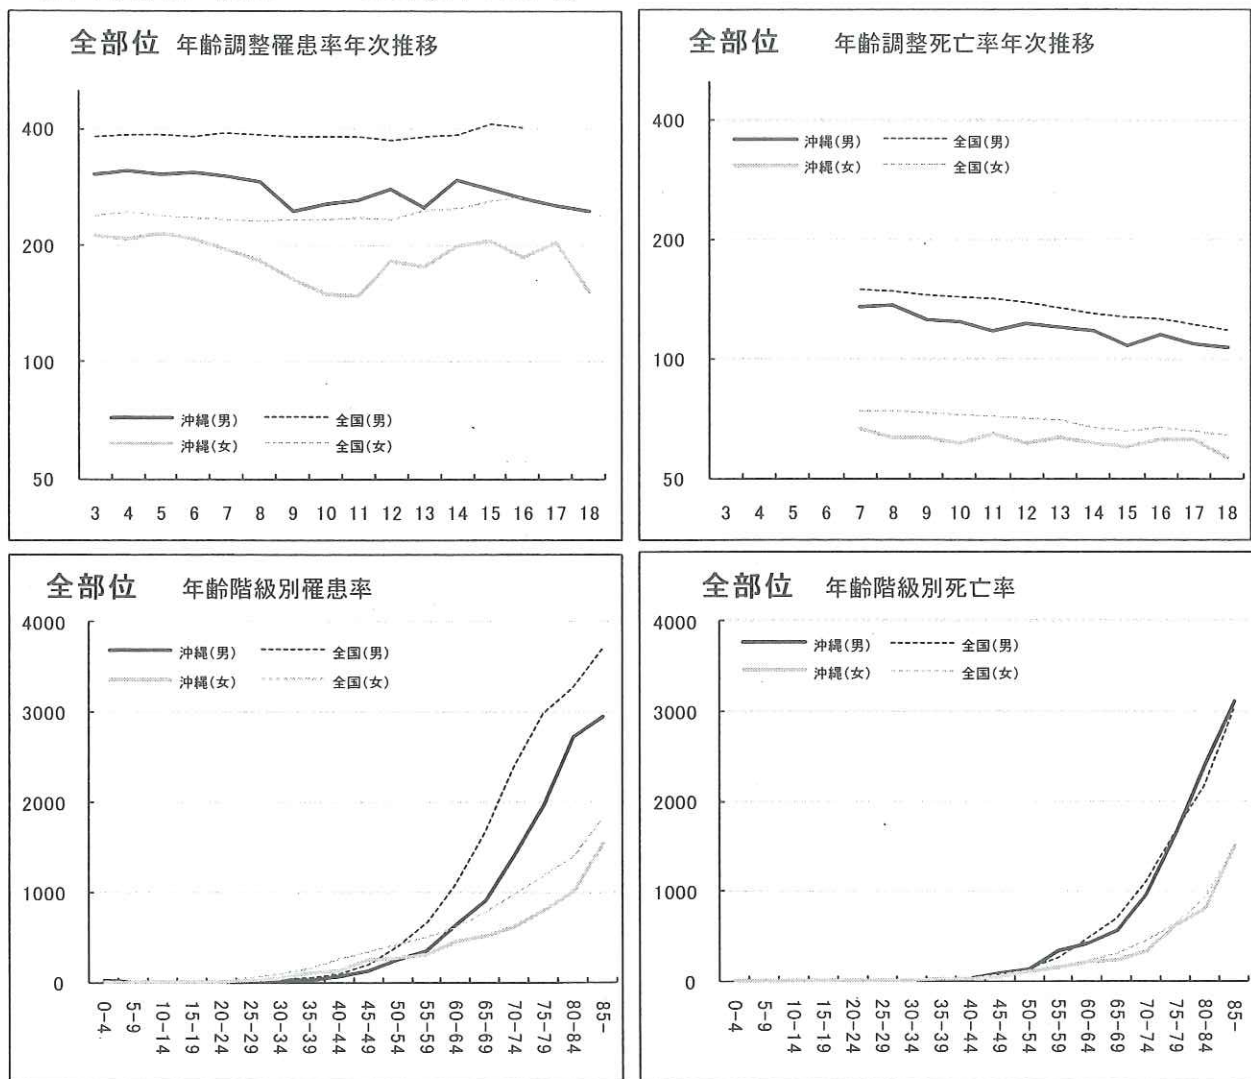 全部位 年齢調整罹患率年次推移
400
200
100
50
沖縄(男) 全国(男)
沖縄(女) 全国(女)
3 4 5 6 7 8 9 10 11 12 13 14 15 16 17 18
全部位 年齢調整死亡率年次推移
400
200
100
50
沖縄(男) 全国(男)
沖縄(女) 全国(女)
3 4 5 6 7 8 9 10 11 12 13 14 15 16 17 18
全部位 年齢階級別罹患率
4000
3000
2000
1000
0
沖縄(男) 全国(男)
沖縄(女) 全国(女)
0-4 5-9 10-14 15-19 20-24 25-29 30-34 35-39 40-44 45-49 50-54 55-59 60-64 65-69 70-74 75-79 80-84 85-
全部位 年齢階級別死亡率
4000
3000
2000
1000
0
沖縄(男) 全国(男)
沖縄(女) 全国(女)
0-4 5-9 10-14 15-19 20-24 25-29 30-34 35-39 40-44 45-49 50-54 55-59 60-64 65-69 70-74 75-79 80-84 85-